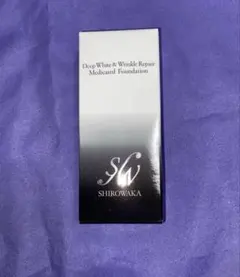 Deep White & Wrinkle Repair
Medicated Foundation
SW
SHIROWAKA